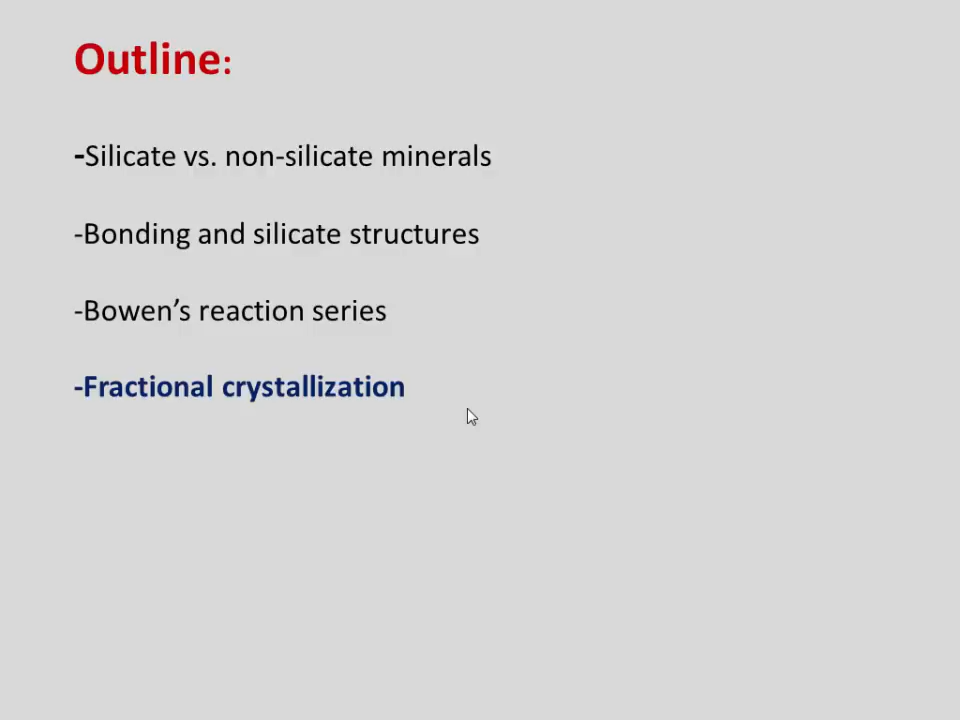 Outline:
-Silicate vs. non-silicate minerals
-Bonding and silicate structures
-Bowen’s reaction series
-Fractional crystallization